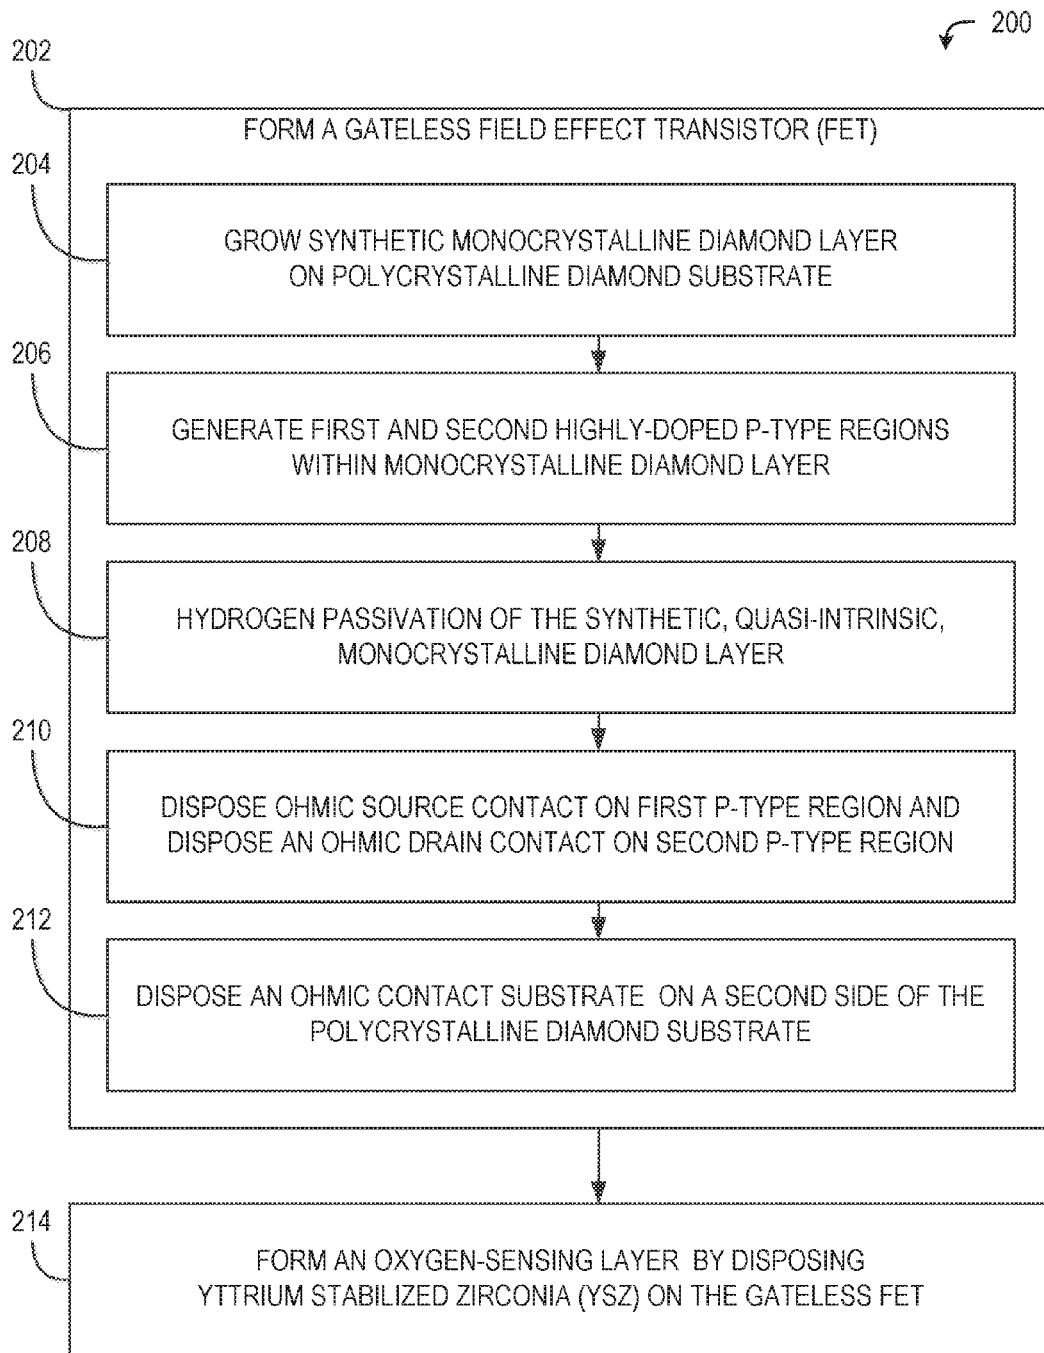 200
202
FORM A GATELESS FIELD EFFECT TRANSISTOR (FET)
204
GROW SYNTHETIC MONOCRYSTALLINE DIAMOND LAYER
ON POLYCRYSTALLINE DIAMOND SUBSTRATE
206
GENERATE FIRST AND SECOND HIGHLY-DOPED P-TYPE REGIONS
WITHIN MONOCRYSTALLINE DIAMOND LAYER
208
HYDROGEN PASSIVATION OF THE SYNTHETIC, QUASI-INTRINSIC,
MONOCRYSTALLINE DIAMOND LAYER
210
DISPOSE OHMIC SOURCE CONTACT ON FIRST P-TYPE REGION AND
DISPOSE AN OHMIC DRAIN CONTACT ON SECOND P-TYPE REGION
212
DISPOSE AN OHMIC CONTACT SUBSTRATE ON A SECOND SIDE OF THE
POLYCRYSTALLINE DIAMOND SUBSTRATE
214
FORM AN OXYGEN-SENSING LAYER BY DISPOSING
YTTRIUM STABILIZED ZIRCONIA (YSZ) ON THE GATELESS FET